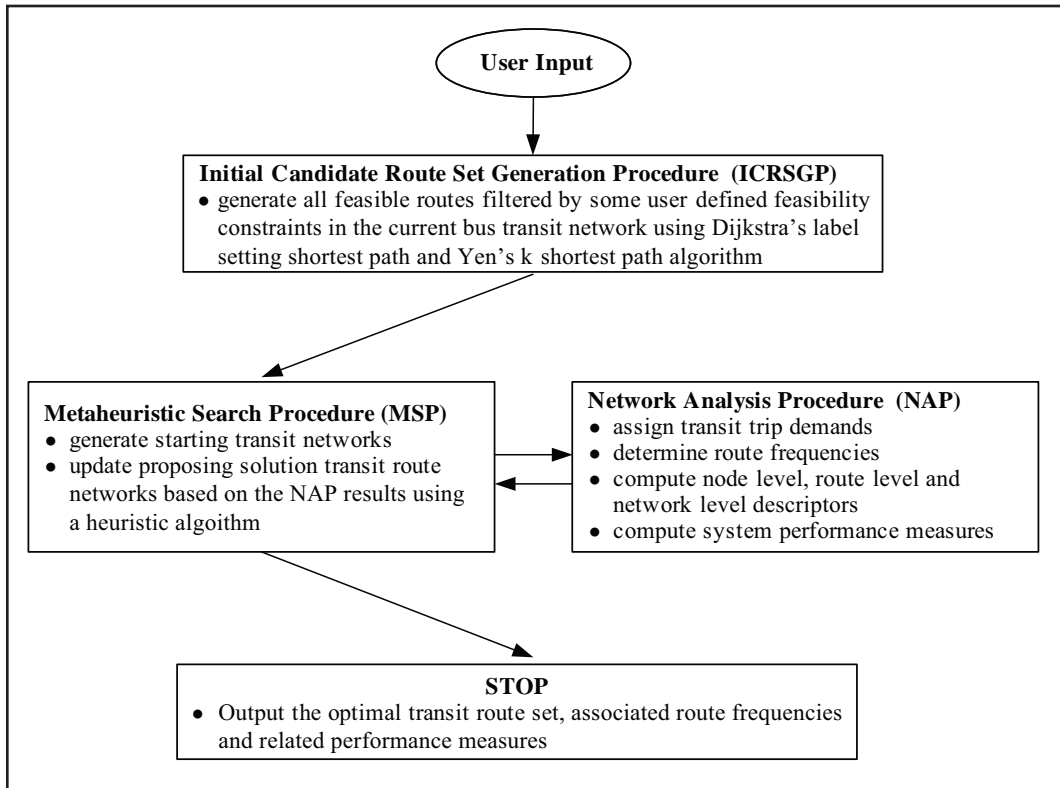 User Input
Initial Candidate Route Set Generation Procedure (ICRSGP)
● generate all feasible routes filtered by some user defined feasibility
constraints in the current bus transit network using Dijkstra's label
setting shortest path and Yen's k shortest path algorithm
Metaheuristic Search Procedure (MSP)
● generate starting transit networks
● update proposing solution transit route
networks based on the NAP results using
a heuristic algoithm
Network Analysis Procedure (NAP)
● assign transit trip demands
● determine route frequencies
● compute node level, route level and
network level descriptors
● compute system performance measures
STOP
● Output the optimal transit route set, associated route frequencies
and related performance measures